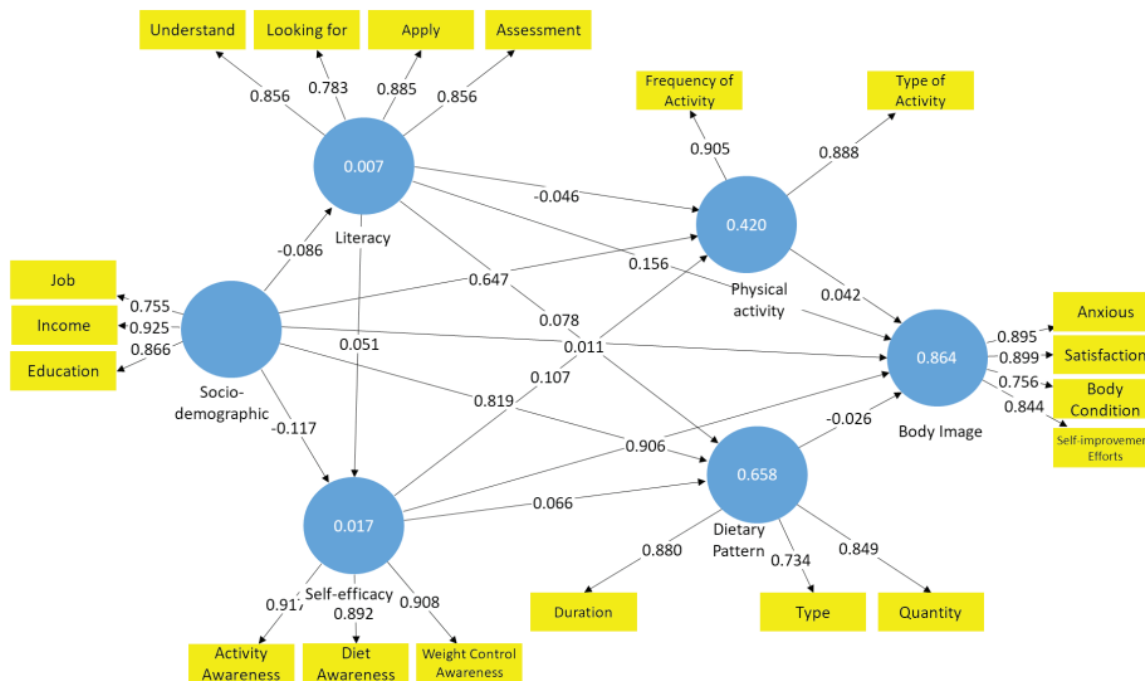 Understand
Looking for
Apply
Assessment
Frequency of
Activity
Type of
Activity
0.856
0.783
0.885
0.856
0.905
0.888
0.007
Literacy
-0.046
0.420
Physical
activity
-0.086
0.647
0.156
0.042
Job
Income
Education
0.755
0.925
0.866
Socio-
demographic
0.078
0.051
0.011
0.107
0.864
Body Image
0.895
0.899
0.756
0.844
Anxious
Satisfaction
Body
Condition
Self-improvemen
Efforts
-0.117
0.819
-0.026
0.906
0.066
0.658
Dietary
Pattern
0.017
Self-efficacy
0.880
0.734
0.849
0.917
0.892
0.908
Duration
Type
Quantity
Activity
Awareness
Diet
Awareness
Weight Control
Awareness